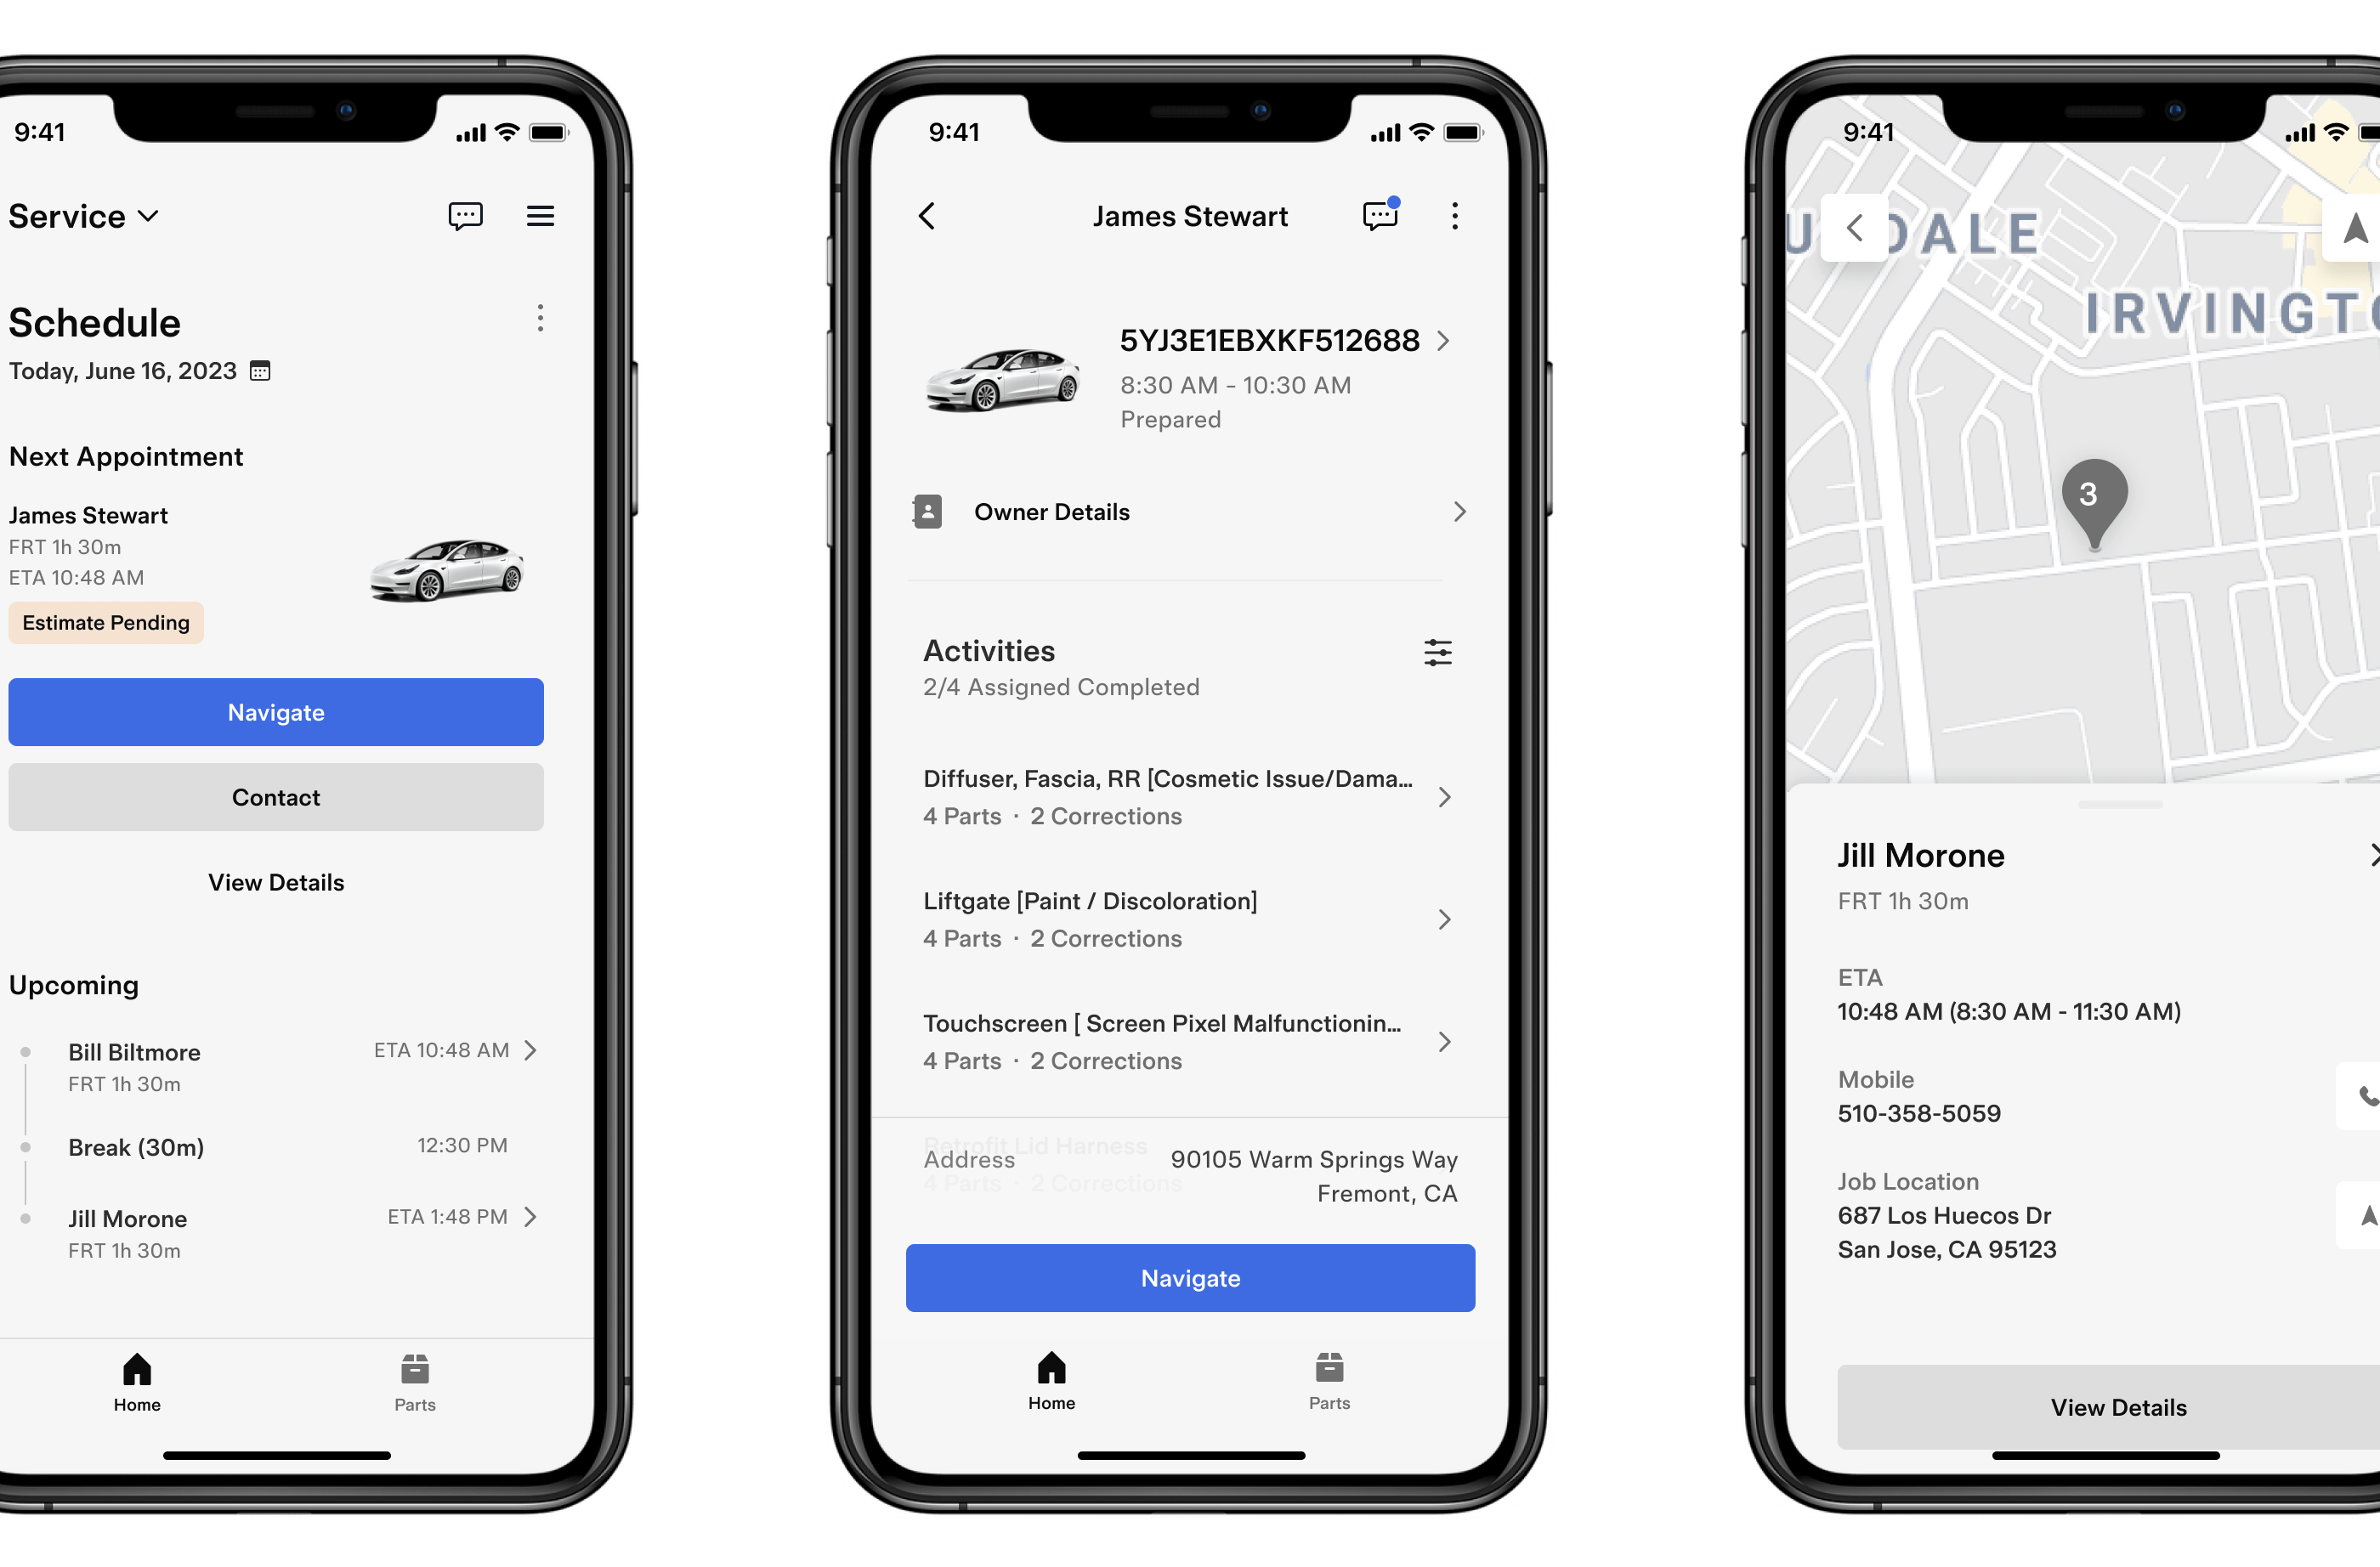 9:41
Service
Schedule
Today, June 16, 2023
Next Appointment
James Stewart
FRT 1h 30m
ETA 10:48 AM
Estimate Pending
Navigate
Contact
View Details
Upcoming
Bill Biltmore
ETA 10:48 AM
FRT 1h 30m
Break (30m)
12:30 PM
Jill Morone
ETA 1:48 PM
FRT 1h 30m
Home
Parts
9:41
James Stewart
5YJ3E1EBXKF512688
8:30 AM - 10:30 AM
Prepared
Owner Details
Activities
2/4 Assigned Completed
Diffuser, Fascia, RR [Cosmetic Issue/Dama...
4 Parts · 2 Corrections
Liftgate [Paint / Discoloration]
4 Parts · 2 Corrections
Touchscreen [ Screen Pixel Malfunctionin...
4 Parts · 2 Corrections
Retrofit Lid Harness
4 Parts · 2 Corrections
Address
90105 Warm Springs Way
Fremont, CA
Navigate
Home
Parts
9:41
DALE
IRVINGTO
3
Jill Morone
FRT 1h 30m
ETA
10:48 AM (8:30 AM - 11:30 AM)
Mobile
510-358-5059
Job Location
687 Los Huecos Dr
San Jose, CA 95123
View Details